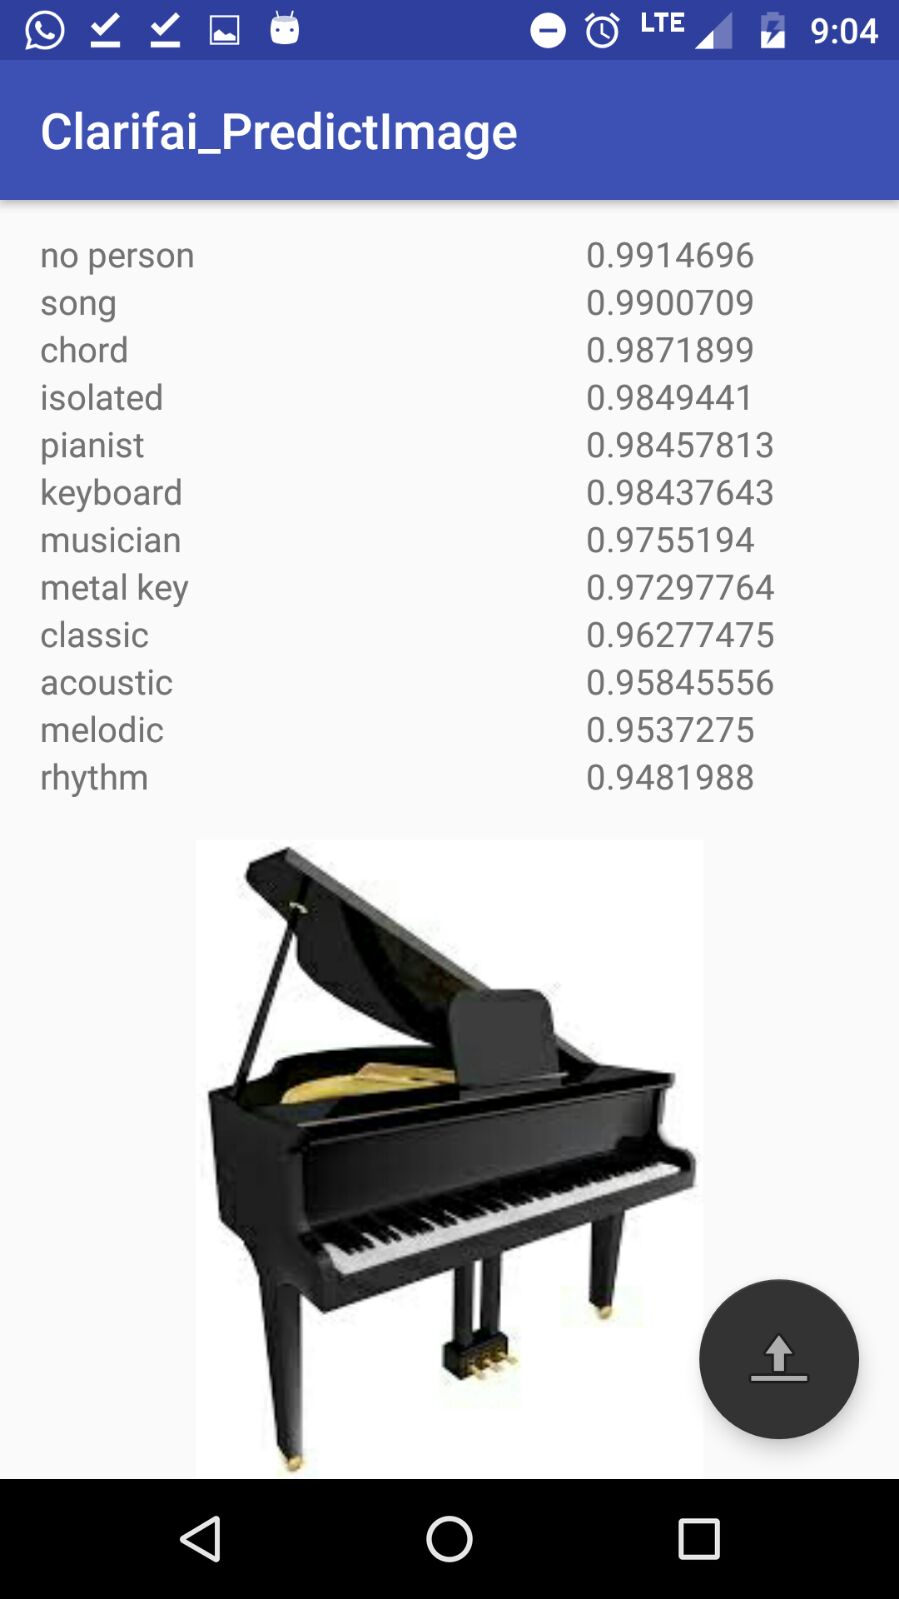 LTE 9:04
Clarifai_PredictImage
no person 0.9914696
song 0.9900709
chord 0.9871899
isolated 0.9849441
pianist 0.98457813
keyboard 0.98437643
musician 0.9755194
metal key 0.97297764
classic 0.96277475
acoustic 0.95845556
melodic 0.9537275
rhythm 0.9481988